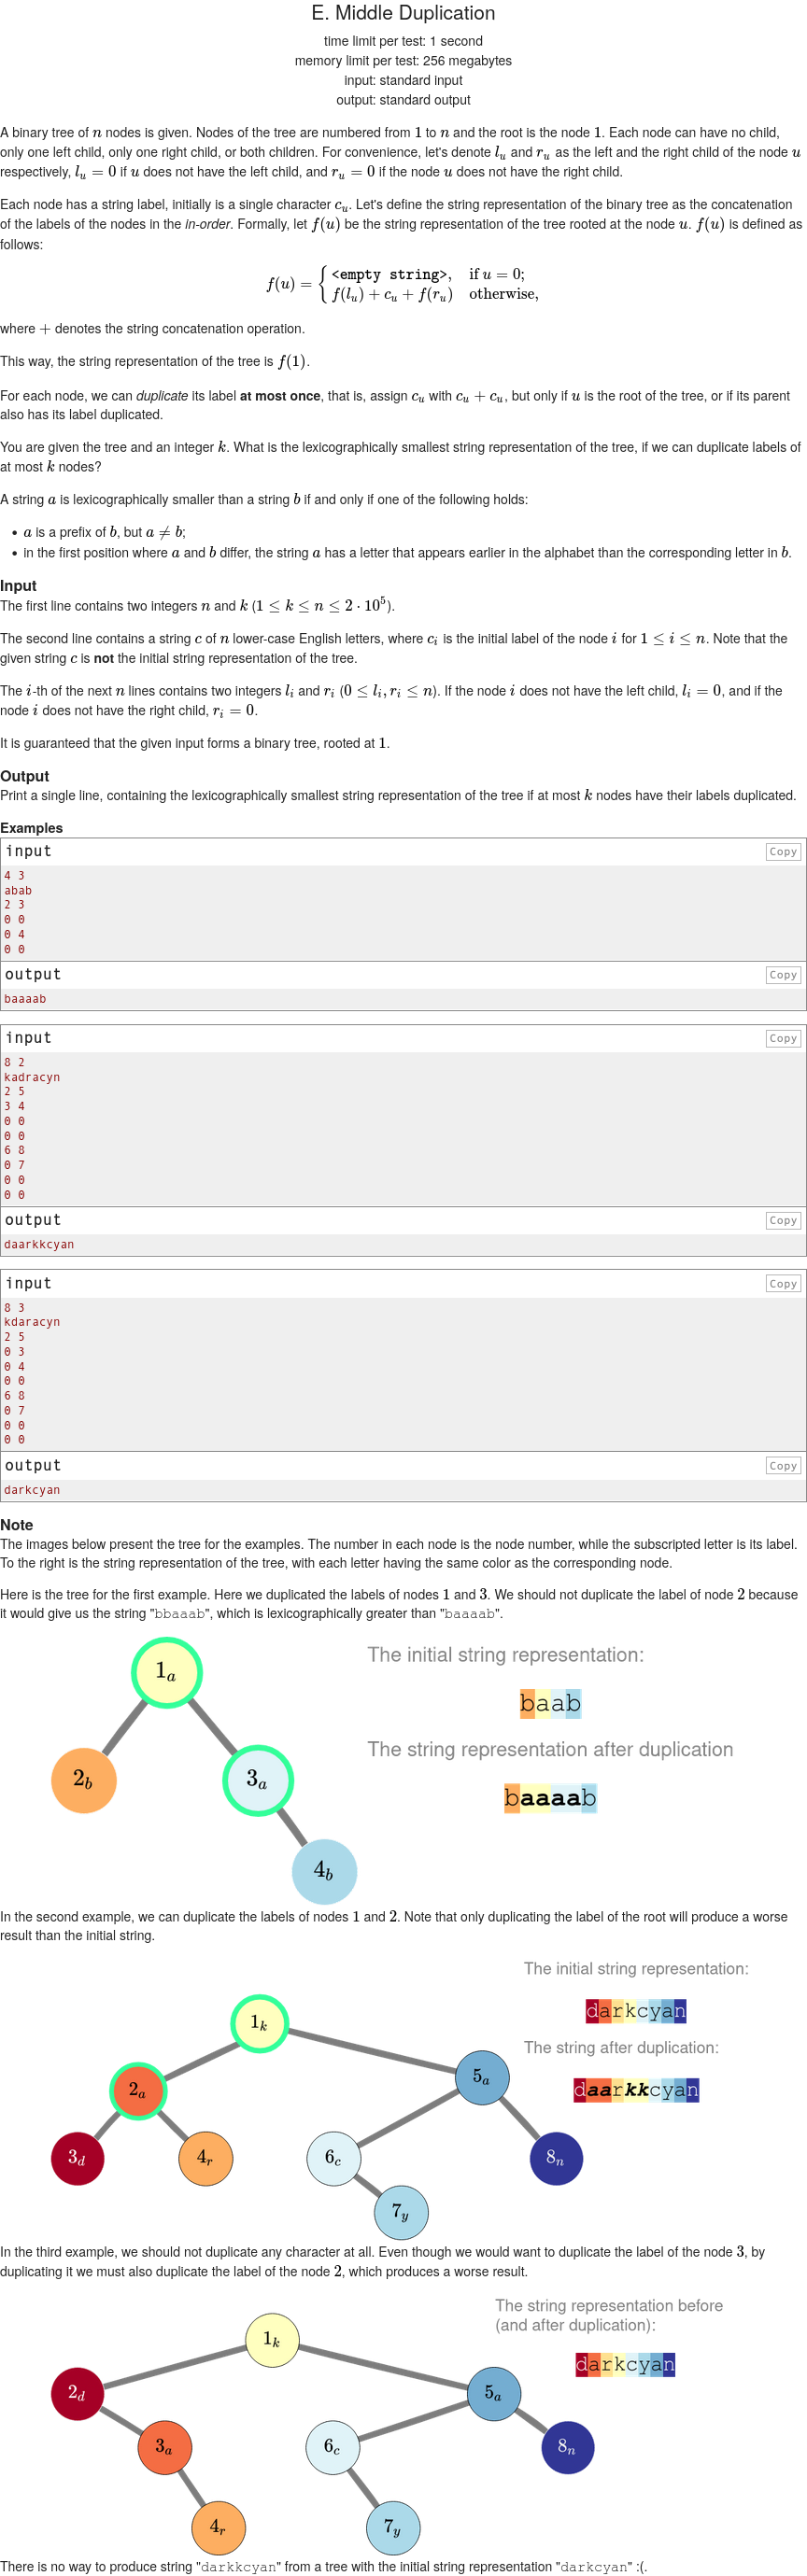 E. Middle Duplication
time limit per test: 1 second
memory limit per test: 256 megabytes
input: standard input
output: standard output
A binary tree of n nodes is given. Nodes of the tree are numbered from 1 to n and the root is the node 1. Each node can have no child,
only one left child, only one right child, or both children. For convenience, let's denote l_u and r_u as the left and the right child of the node u
respectively, l_u = 0 if u does not have the left child, and r_u = 0 if the node u does not have the right child.
Each node has a string label, initially is a single character c_u. Let's define the string representation of the binary tree as the concatenation
of the labels of the nodes in the in-order. Formally, let f(u) be the string representation of the tree rooted at the node u. f(u) is defined as
follows:
f(u) = { <empty string>, if u = 0;
f(l_u) + c_u + f(r_u) otherwise,
where + denotes the string concatenation operation.
This way, the string representation of the tree is f(1).
For each node, we can duplicate its label at most once, that is, assign c_u with c_u + c_u, but only if u is the root of the tree, or if its parent
also has its label duplicated.
You are given the tree and an integer k. What is the lexicographically smallest string representation of the tree, if we can duplicate labels of
at most k nodes?
A string a is lexicographically smaller than a string b if and only if one of the following holds:
• a is a prefix of b, but a ≠ b;
• in the first position where a and b differ, the string a has a letter that appears earlier in the alphabet than the corresponding letter in b.
Input
The first line contains two integers n and k (1 ≤ k ≤ n ≤ 2 · 10^5).
The second line contains a string c of n lower-case English letters, where c_i is the initial label of the node i for 1 ≤ i ≤ n. Note that the
given string c is not the initial string representation of the tree.
The i-th of the next n lines contains two integers l_i and r_i (0 ≤ l_i, r_i ≤ n). If the node i does not have the left child, l_i = 0, and if the
node i does not have the right child, r_i = 0.
It is guaranteed that the given input forms a binary tree, rooted at 1.
Output
Print a single line, containing the lexicographically smallest string representation of the tree if at most k nodes have their labels duplicated.
Examples
input Copy
4 3
abab
2 3
0 0
0 4
0 0
output Copy
baaaab
input Copy
8 2
kadracyn
2 5
3 4
0 0
0 0
6 8
0 7
0 0
0 0
output Copy
daarkkcyan
input Copy
8 3
kdaracyn
2 5
0 3
0 4
0 0
6 8
0 7
0 0
0 0
output Copy
darkcyan
Note
The images below present the tree for the examples. The number in each node is the node number, while the subscripted letter is its label.
To the right is the string representation of the tree, with each letter having the same color as the corresponding node.
Here is the tree for the first example. Here we duplicated the labels of nodes 1 and 3. We should not duplicate the label of node 2 because
it would give us the string "bbaaab", which is lexicographically greater than "baaaab".
1_a
2_b
3_a
4_b
The initial string representation:
baab
The string representation after duplication
baaaab
In the second example, we can duplicate the labels of nodes 1 and 2. Note that only duplicating the label of the root will produce a worse
result than the initial string.
1_k
2_a
5_a
3_d
4_r
6_c
8_n
7_y
The initial string representation:
darkcyan
The string after duplication:
daarkkcyan
In the third example, we should not duplicate any character at all. Even though we would want to duplicate the label of the node 3, by
duplicating it we must also duplicate the label of the node 2, which produces a worse result.
1_k
2_d
5_a
3_a
6_c
8_n
4_r
7_y
The string representation before
(and after duplication):
darkcyan
There is no way to produce string "darkkcyan" from a tree with the initial string representation "darkcyan" :(.